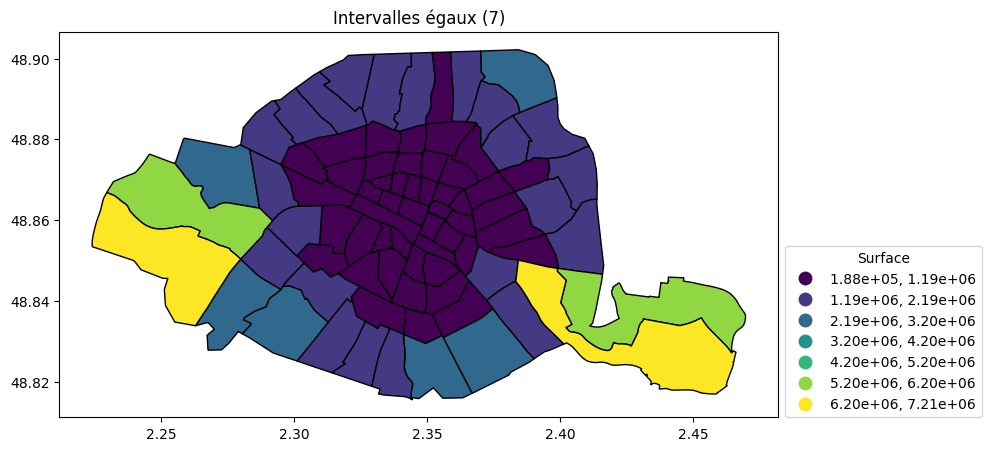 Intervalles égaux (7)
48.90
48.88
48.86
48.84
48.82
2.25
2.30
2.35
2.40
2.45
Surface
1.88e+05, 1.19e+06
1.19e+06, 2.19e+06
2.19e+06, 3.20e+06
3.20e+06, 4.20e+06
4.20e+06, 5.20e+06
5.20e+06, 6.20e+06
6.20e+06, 7.21e+06